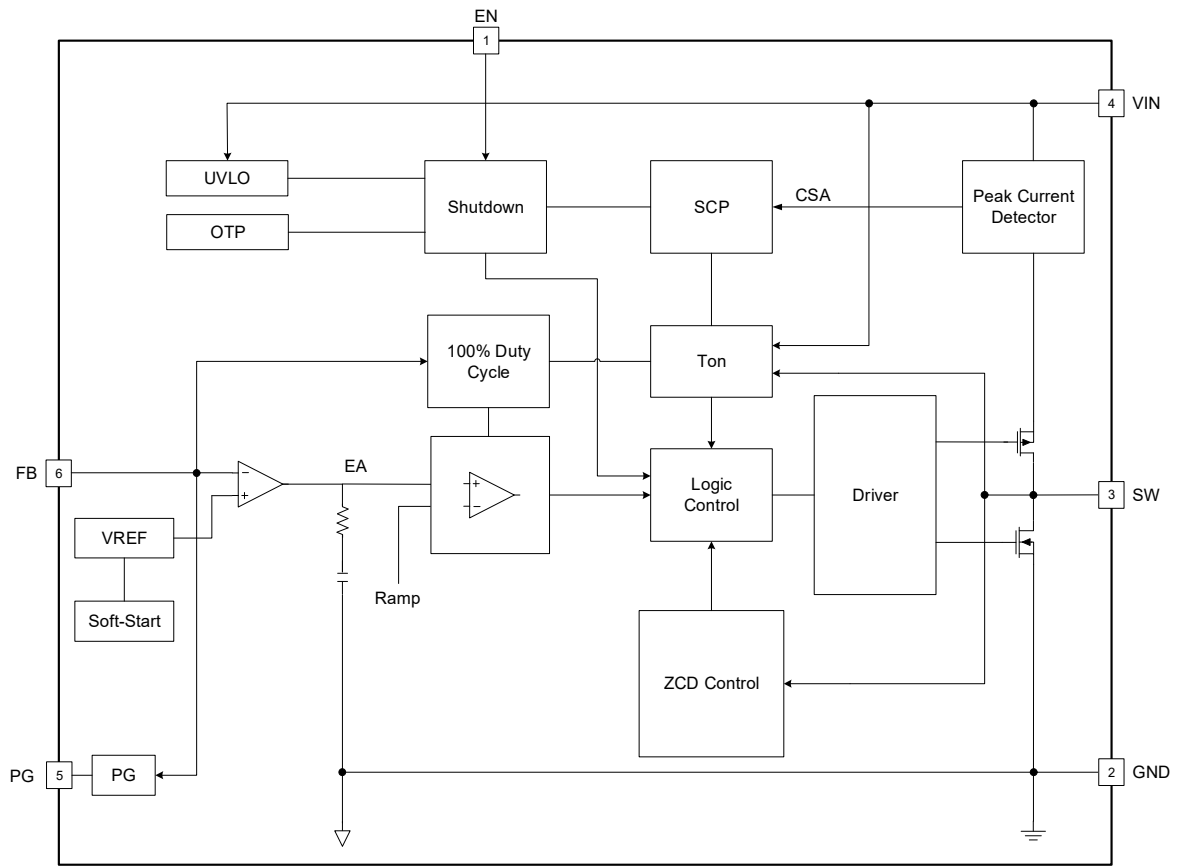 EN
1
4
VIN
UVLO
Shutdown
SCP
CSA
Peak Current
Detector
OTP
100% Duty
Cycle
Ton
FB
6
−
+
EA
+
−
Logic
Control
Driver
3
SW
VREF
Ramp
Soft-Start
ZCD Control
PG
5
PG
2
GND